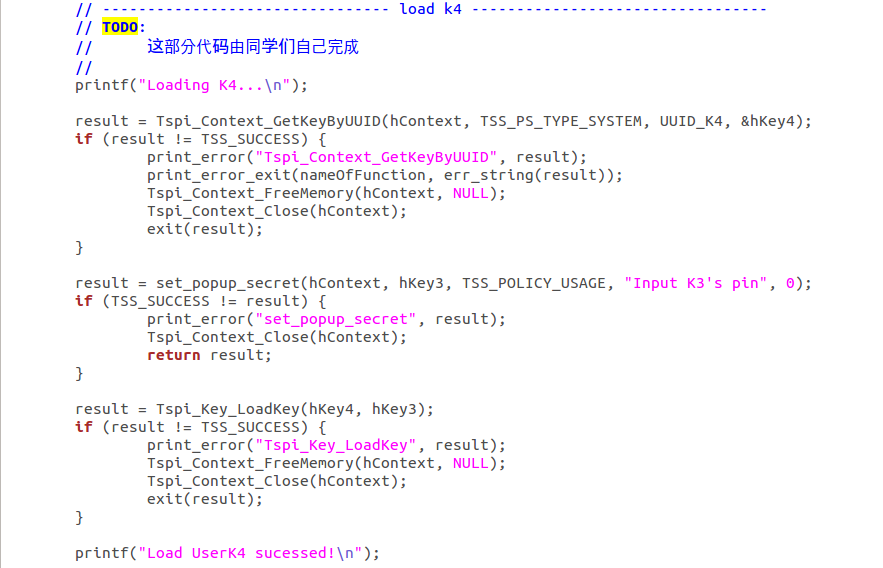 // -------------------------------- load k4 ---------------------------------
// TODO:
//      这部分代码由同学们自己完成
//
printf("Loading K4...\n");
result = Tspi_Context_GetKeyByUUID(hContext, TSS_PS_TYPE_SYSTEM, UUID_K4, &hKey4);
if (result != TSS_SUCCESS) {
        print_error("Tspi_Context_GetKeyByUUID", result);
        print_error_exit(nameOfFunction, err_string(result));
        Tspi_Context_FreeMemory(hContext, NULL);
        Tspi_Context_Close(hContext);
        exit(result);
}
result = set_popup_secret(hContext, hKey3, TSS_POLICY_USAGE, "Input K3's pin", 0);
if (TSS_SUCCESS != result) {
        print_error("set_popup_secret", result);
        Tspi_Context_Close(hContext);
        return result;
}
result = Tspi_Key_LoadKey(hKey4, hKey3);
if (result != TSS_SUCCESS) {
        print_error("Tspi_Key_LoadKey", result);
        Tspi_Context_FreeMemory(hContext, NULL);
        Tspi_Context_Close(hContext);
        exit(result);
}
printf("Load UserK4 sucessed!\n");